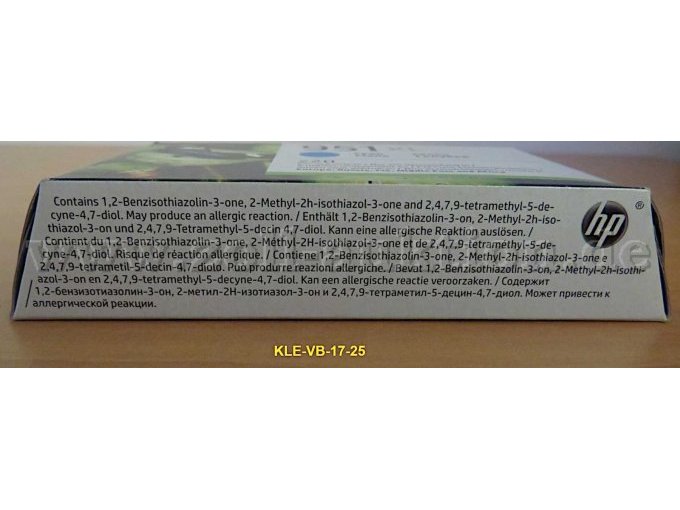 951XL
Contains 1,2-Benzisothiazolin-3-one, 2-Methyl-2h-isothiazol-3-one and 2,4,7,9-tetramethyl-5-de-
cyne-4,7-diol. May produce an allergic reaction. / Enthält 1,2-Benzisothiazolin-3-on, 2-Methyl-2h-iso-
thiazol-3-on und 2,4,7,9-Tetramethyl-5-decin 4,7-diol. Kann eine allergische Reaktion auslösen. /
Contient du 1,2-Benzisothiazolin-3-one, 2-Méthyl-2H-isothiazol-3-one et de 2,4,7,9-tetraméthyl-5-de-
cyne-4,7-diol. Risque de réaction allergique. / Contiene 1,2-Benzisothiazolin-3-one, 2-Methyl-2h-isothiazol-3-one e
2,4,7,9-tetrametil-5-decin-4,7-diolo. Può produrre reazioni allergiche. / Bevat 1,2-Benzisothiazolin-3-on, 2-Methyl-2h-isothi-
azol-3-on en 2,4,7,9-tetramethyl-5-decyne-4,7-diol. Kan een allergische reactie veroorzaken. / Содержит
1,2-бензизотиазолин-3-он, 2-метил-2Н-изотиазол-3-он и 2,4,7,9-тетраметил-5-децин-4,7-диол. Может привести к
аллергической реакции.
hp®
KLE-VB-17-25